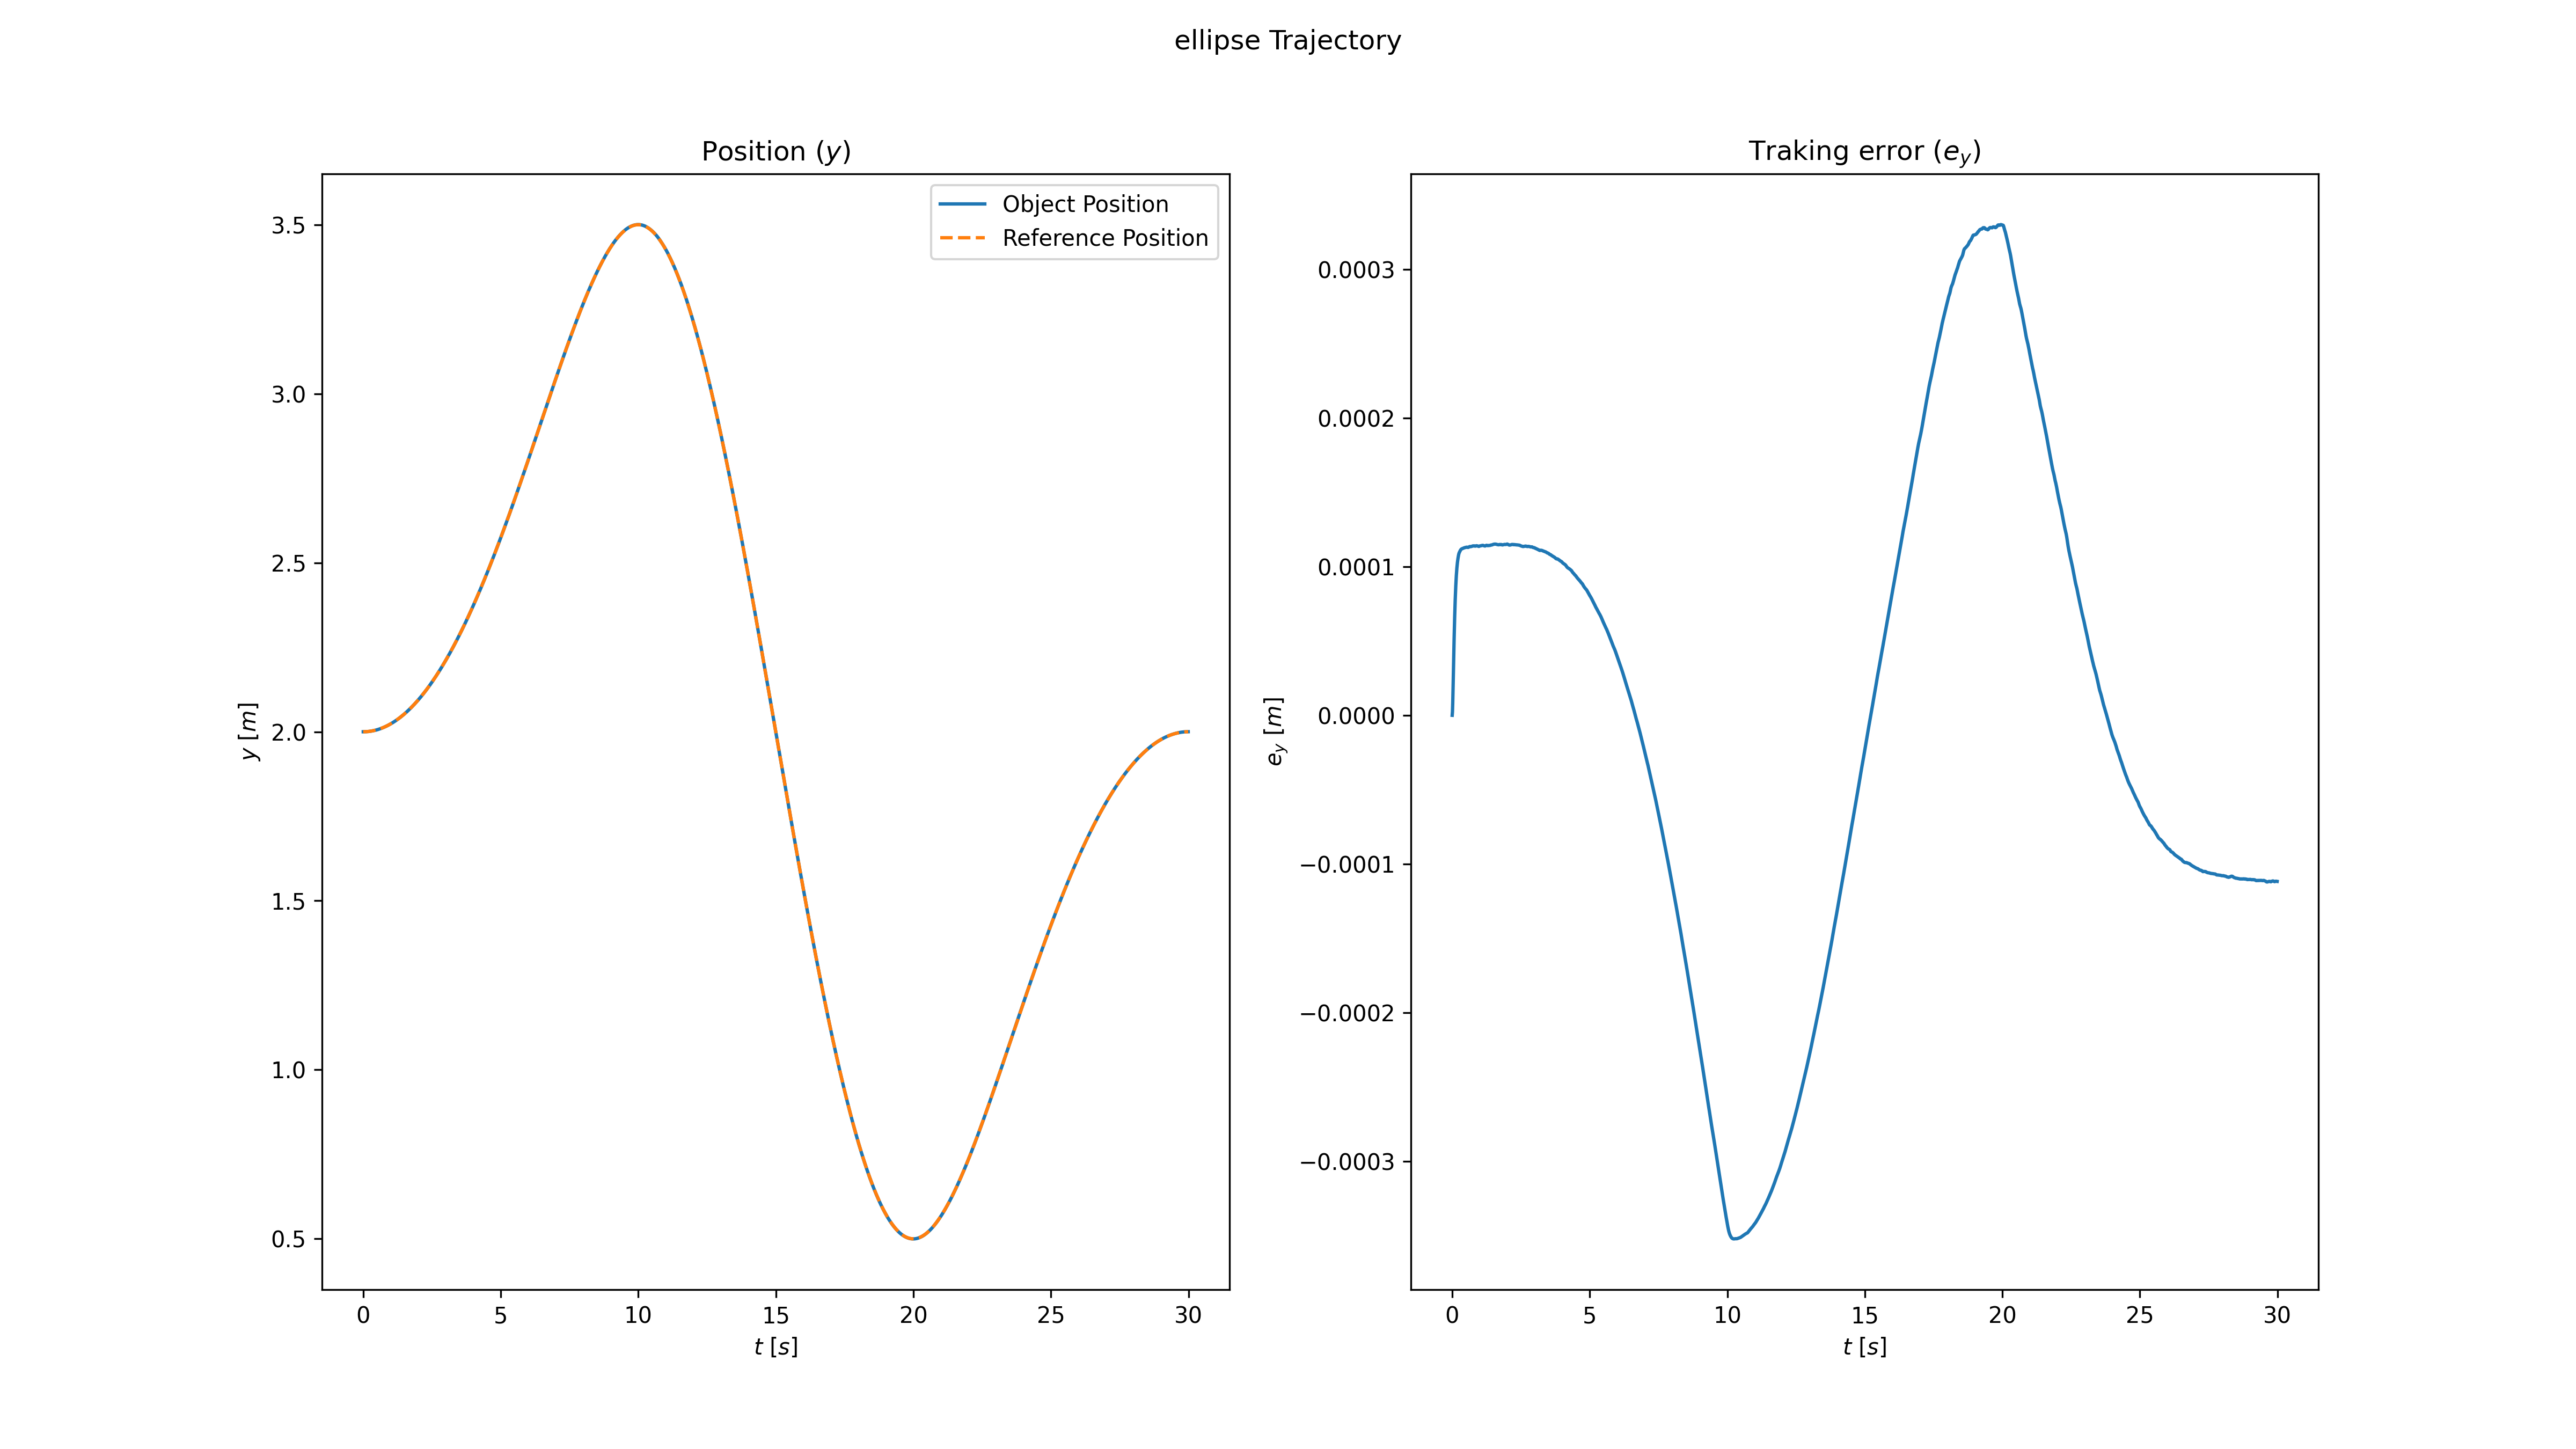 ellipse Trajectory
Position (y)
Object Position
Reference Position
3.5
3.0
2.5
2.0
1.5
1.0
0.5
y [m]
0 5 10 15 20 25 30
t [s]
Traking error (e_y)
0.0003
0.0002
0.0001
0.0000
−0.0001
−0.0002
−0.0003
e_y [m]
0 5 10 15 20 25 30
t [s]